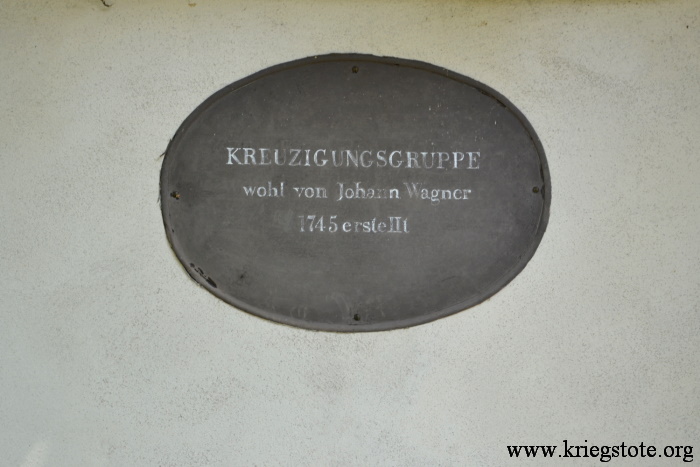 KREUZIGUNGSGRUPPE
wohl von Johann Wagner
1745 erstellt
www.kriegstote.org